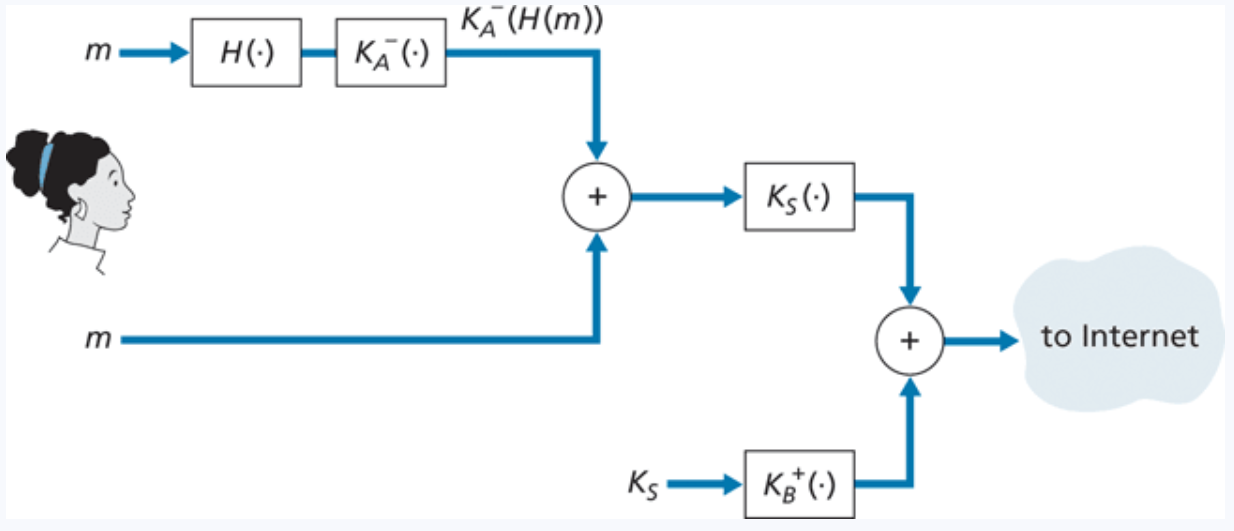 K_A^-(H(m))
m
H(·)
K_A^-(·)
+
K_S(·)
m
+
to Internet
K_S
K_B^+(·)